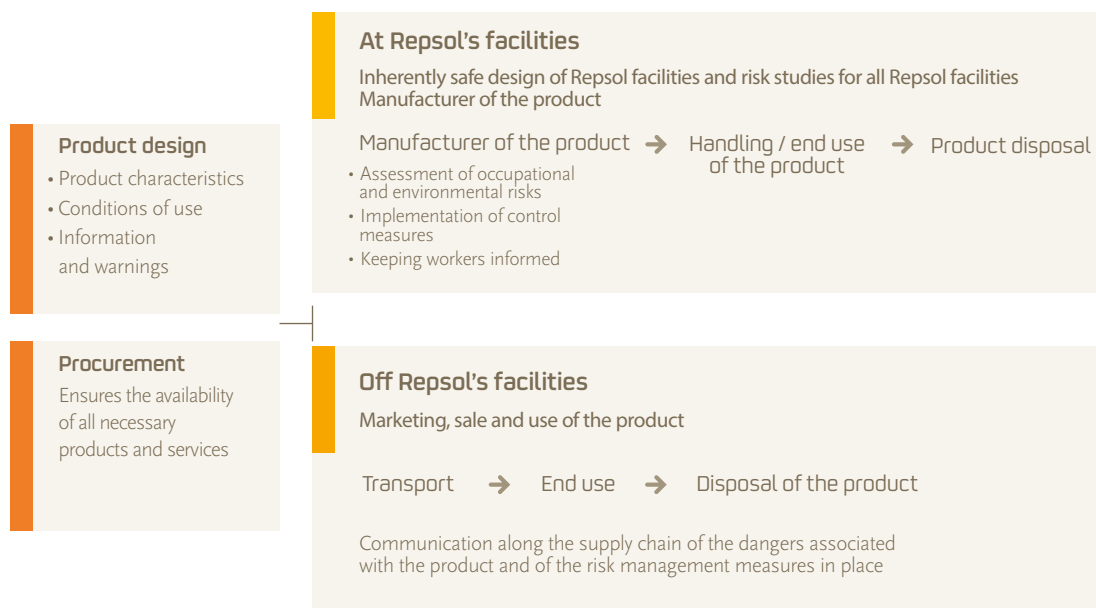 Product design
• Product characteristics
• Conditions of use
• Information
and warnings
Procurement
Ensures the availability
of all necessary
products and services
At Repsol's facilities
Inherently safe design of Repsol facilities and risk studies for all Repsol facilities
Manufacturer of the product
Manufacturer of the product → Handling / end use → Product disposal
of the product
• Assessment of occupational
and environmental risks
• Implementation of control
measures
• Keeping workers informed
Off Repsol's facilities
Marketing, sale and use of the product
Transport → End use → Disposal of the product
Communication along the supply chain of the dangers associated
with the product and of the risk management measures in place